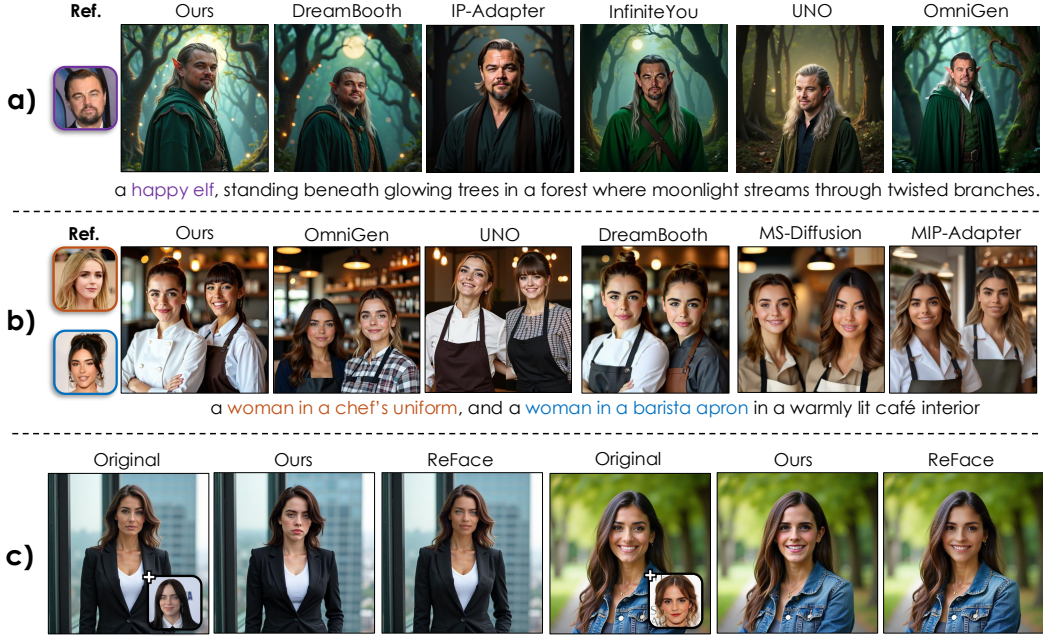 Ref. Ours DreamBooth IP-Adapter InfiniteYou UNO OmniGen
a)
a happy elf, standing beneath glowing trees in a forest where moonlight streams through twisted branches.
Ref. Ours OmniGen UNO DreamBooth MS-Diffusion MIP-Adapter
b)
a woman in a chef's uniform, and a woman in a barista apron in a warmly lit café interior
Original Ours ReFace Original Ours ReFace
c)